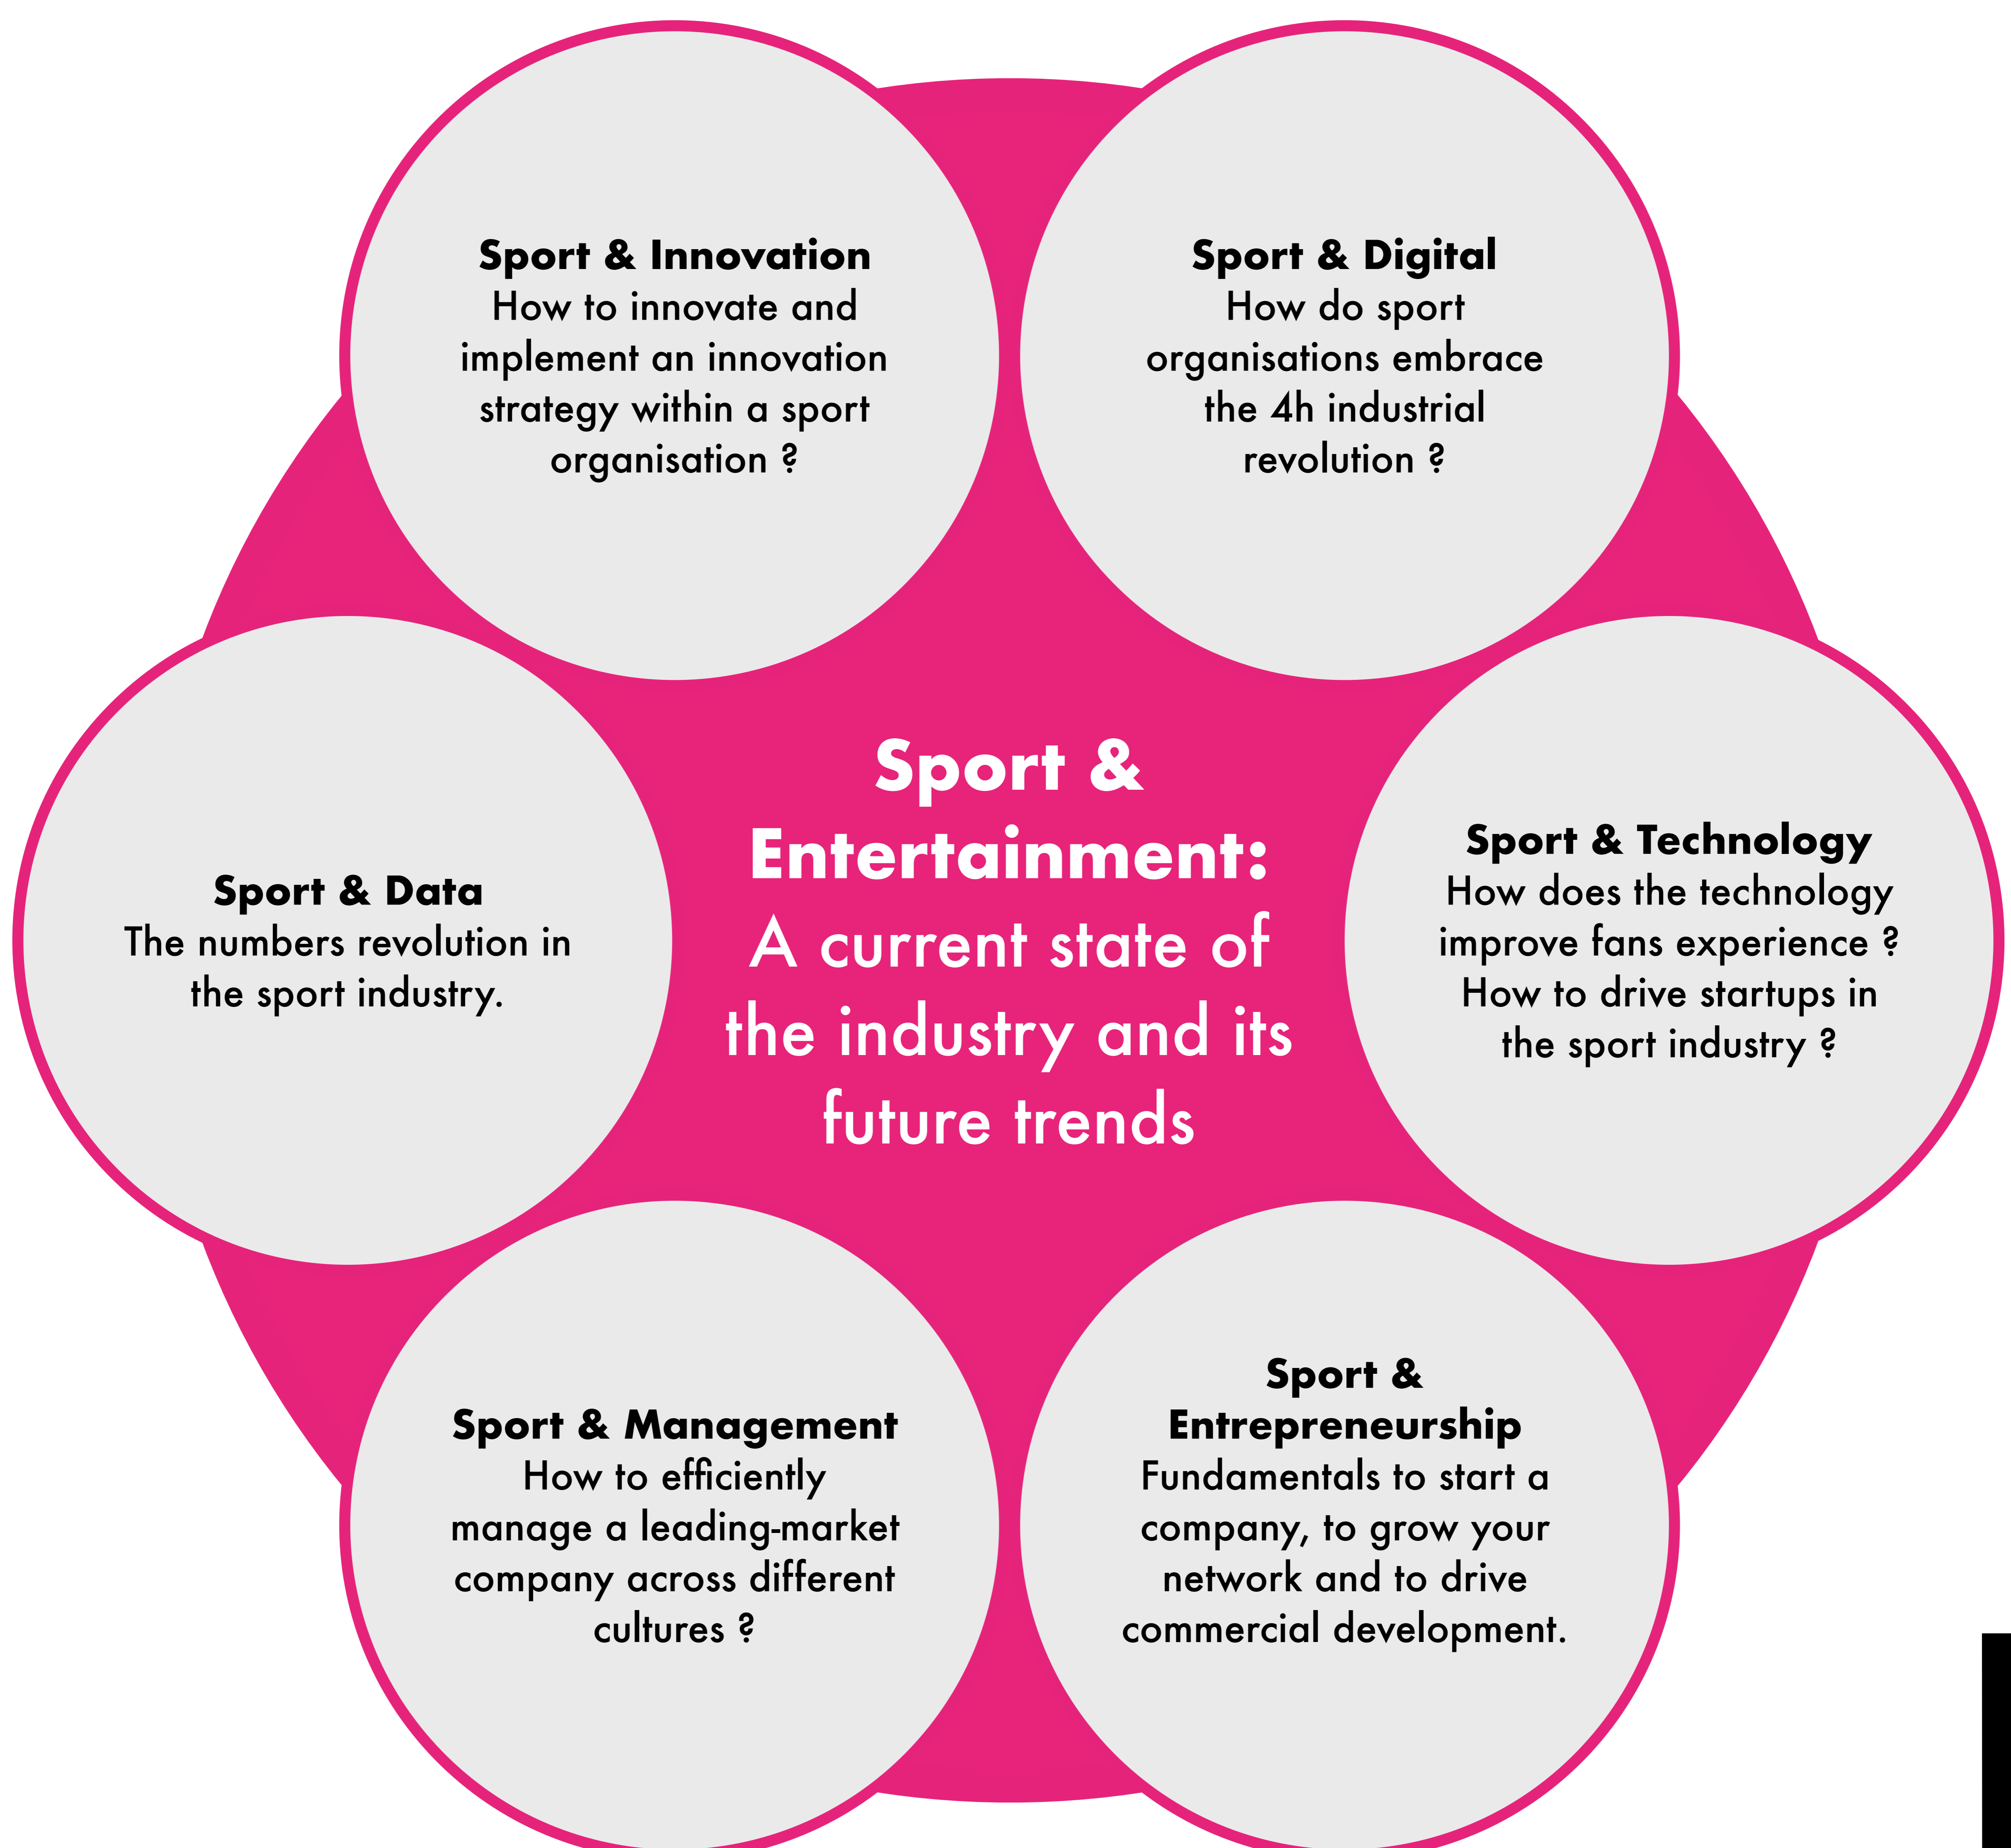 Sport & Innovation
How to innovate and
implement an innovation
strategy within a sport
organisation ?
Sport & Digital
How do sport
organisations embrace
the 4h industrial
revolution ?
Sport & Data
The numbers revolution in
the sport industry.
Sport &
Entertainment:
A current state of
the industry and its
future trends
Sport & Technology
How does the technology
improve fans experience ?
How to drive startups in
the sport industry ?
Sport & Management
How to efficiently
manage a leading-market
company across different
cultures ?
Sport &
Entrepreneurship
Fundamentals to start a
company, to grow your
network and to drive
commercial development.